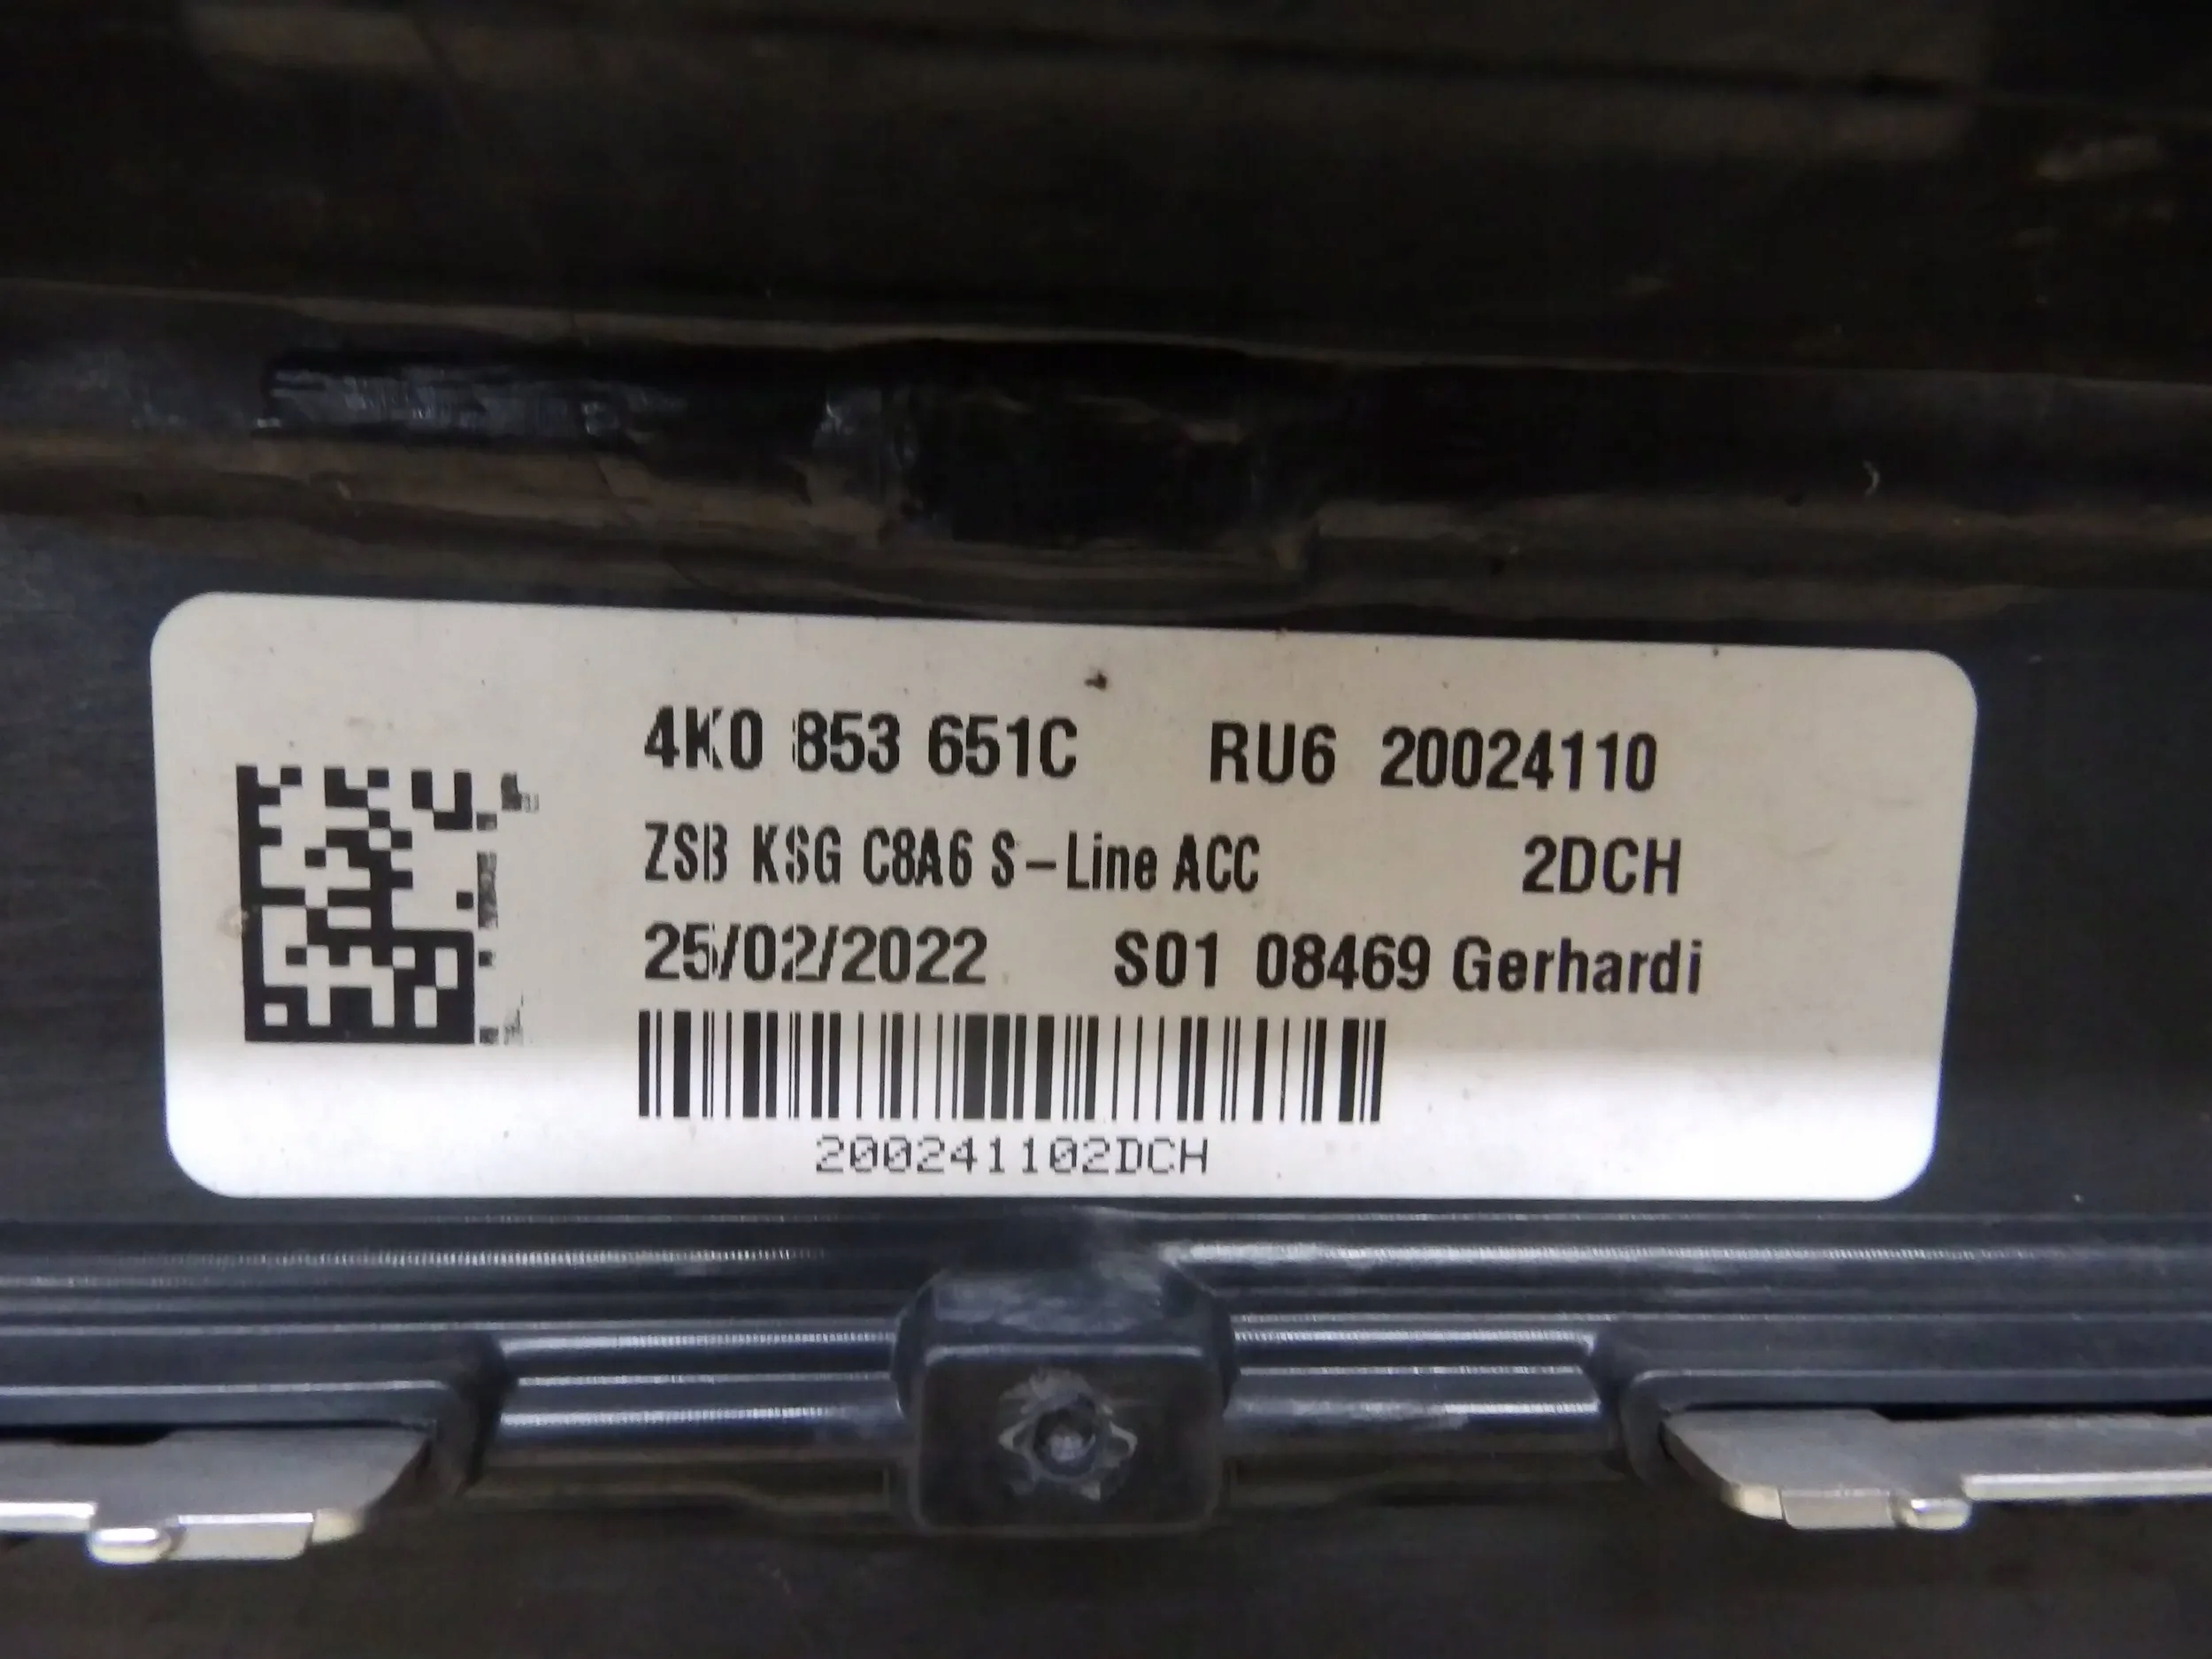 4K0 853 651C RU6 20024110
ZSB KSG C8A6 S-Line ACC 2DCH
25/02/2022 S01 08469 Gerhardi
200241102DCH